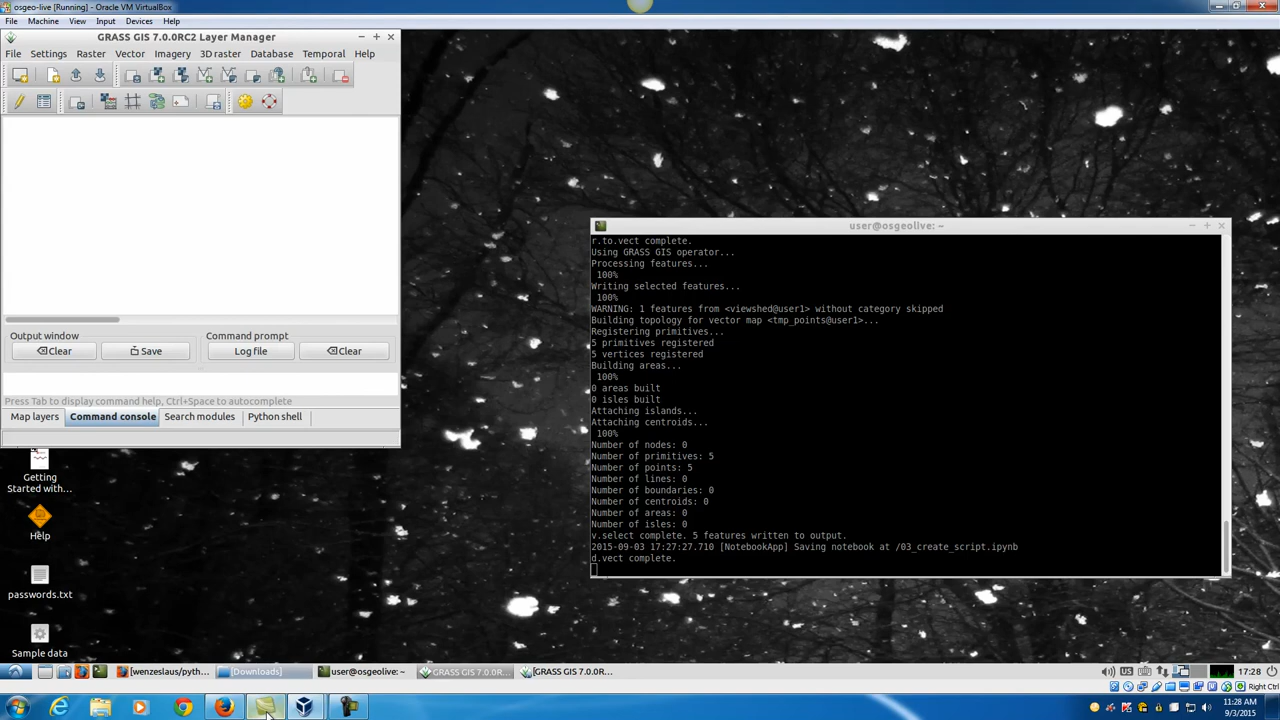 osgeo-live [Running] - Oracle VM VirtualBox
File Machine View Input Devices Help
GRASS GIS 7.0.0RC2 Layer Manager
File Settings Raster Vector Imagery 3D raster Database Temporal Help
Output window
Command prompt
Clear
Save
Log file
Clear
Press Tab to display command help, Ctrl+Space to autocomplete
Map layers
Command console
Search modules
Python shell
user@osgeolive: ~
r.to.vect complete.
Using GRASS GIS operator...
Processing features...
100%
Writing selected features...
100%
WARNING: 1 features from <viewshed@user1> without category skipped
Building topology for vector map <tmp_points@user1>...
Registering primitives...
5 primitives registered
5 vertices registered
Building areas...
100%
0 areas built
0 isles built
Attaching islands...
Attaching centroids...
100%
Number of nodes: 0
Number of primitives: 5
Number of points: 5
Number of lines: 0
Number of boundaries: 0
Number of centroids: 0
Number of areas: 0
Number of isles: 0
v.select complete. 5 features written to output.
2015-09-03 17:27:27.710 [NotebookApp] Saving notebook at /03_create_script.ipynb
d.vect complete.
Getting
Started with...
Help
passwords.txt
Sample data
[wenzeslaus/pyth...
[Downloads]
user@osgeolive: ~
GRASS GIS 7.0.0R...
[GRASS GIS 7.0.0R...
US
17:28
Right Ctrl
11:28 AM
9/3/2015